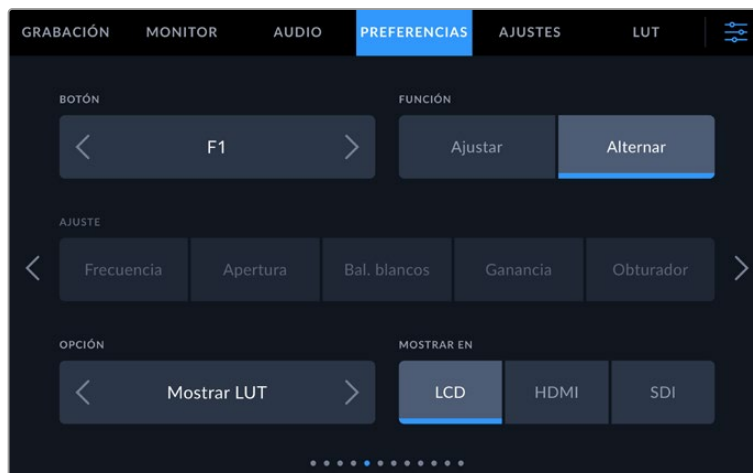 GRABACIÓN MONITOR AUDIO PREFERENCIAS AJUSTES LUT
BOTÓN FUNCIÓN
F1 Ajustar Alternar
AJUSTE
Frecuencia Apertura Bal. blancos Ganancia Obturador
OPCIÓN MOSTRAR EN
Mostrar LUT LCD HDMI SDI